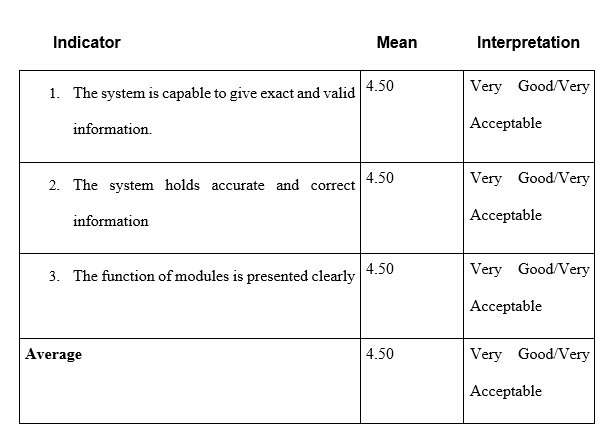 Indicator Mean Interpretation
1. The system is capable to give exact and valid 4.50 Very Good/Very
information. Acceptable
2. The system holds accurate and correct 4.50 Very Good/Very
information Acceptable
3. The function of modules is presented clearly 4.50 Very Good/Very
Acceptable
Average 4.50 Very Good/Very
Acceptable